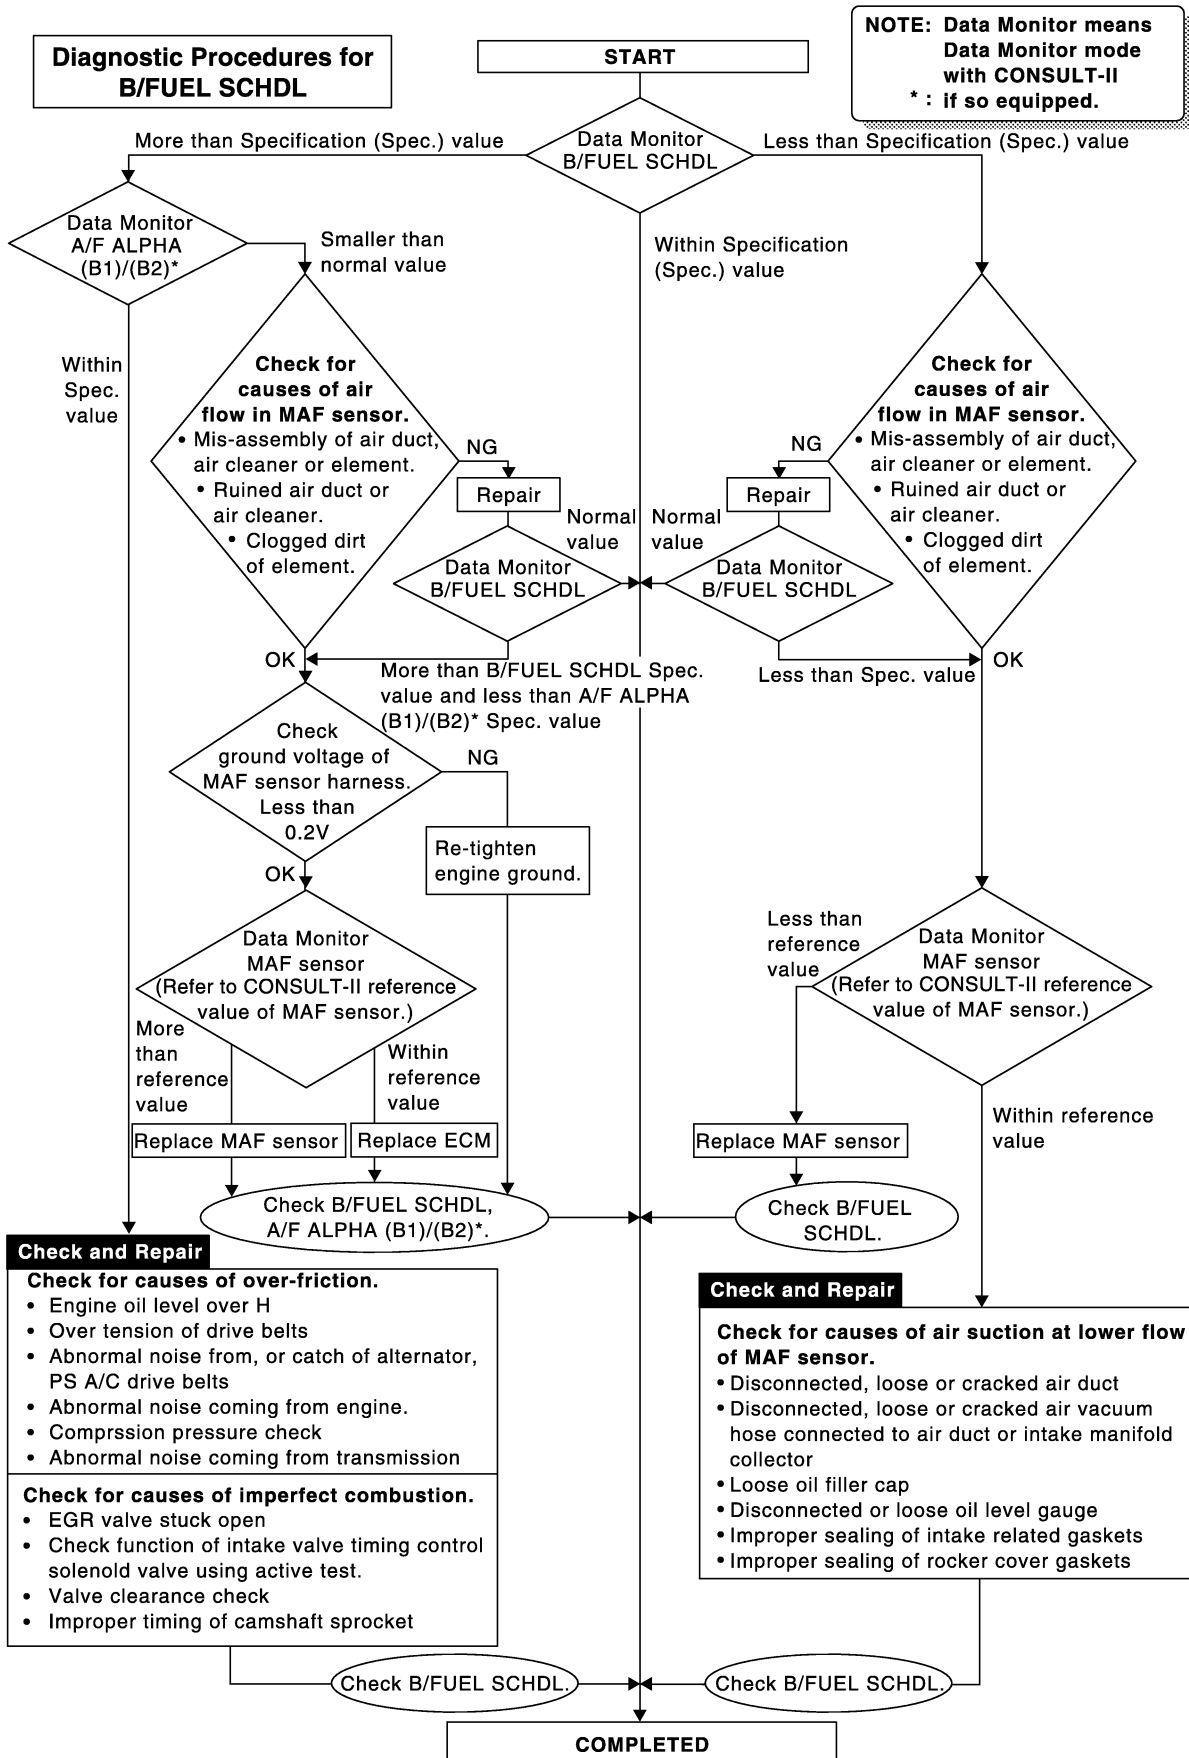 Diagnostic Procedures for
B/FUEL SCHDL
START
NOTE: Data Monitor means
Data Monitor mode
with CONSULT-II
* : if so equipped.
More than Specification (Spec.) value
Data Monitor
B/FUEL SCHDL
Less than Specification (Spec.) value
Data Monitor
A/F ALPHA
(B1)/(B2)*
Smaller than
normal value
Within Specification
(Spec.) value
Within
Spec.
value
Check for
causes of air
flow in MAF sensor.
• Mis-assembly of air duct,
air cleaner or element.
• Ruined air duct or
air cleaner.
• Clogged dirt
of element.
NG
Repair
Normal
value
Data Monitor
B/FUEL SCHDL
NG
Repair
Normal
value
Data Monitor
B/FUEL SCHDL
Check for
causes of air
flow in MAF sensor.
• Mis-assembly of air duct,
air cleaner or element.
• Ruined air duct or
air cleaner.
• Clogged dirt
of element.
OK
More than B/FUEL SCHDL Spec.
value and less than A/F ALPHA
(B1)/(B2)* Spec. value
Less than Spec. value
OK
Check
ground voltage of
MAF sensor harness.
Less than
0.2V
NG
Re-tighten
engine ground.
OK
Data Monitor
MAF sensor
(Refer to CONSULT-II reference
value of MAF sensor.)
More
than
reference
value
Within
reference
value
Replace MAF sensor
Replace ECM
Check B/FUEL SCHDL,
A/F ALPHA (B1)/(B2)*.
Less than
reference
value
Data Monitor
MAF sensor
(Refer to CONSULT-II reference
value of MAF sensor.)
Within reference
value
Replace MAF sensor
Check B/FUEL
SCHDL.
Check and Repair
Check for causes of over-friction.
• Engine oil level over H
• Over tension of drive belts
• Abnormal noise from, or catch of alternator,
PS A/C drive belts
• Abnormal noise coming from engine.
• Comprssion pressure check
• Abnormal noise coming from transmission
Check for causes of imperfect combustion.
• EGR valve stuck open
• Check function of intake valve timing control
solenold valve using active test.
• Valve clearance check
• Improper timing of camshaft sprocket
Check and Repair
Check for causes of air suction at lower flow
of MAF sensor.
• Disconnected, loose or cracked air duct
• Disconnected, loose or cracked air vacuum
hose connected to air duct or intake manifold
collector
• Loose oil filler cap
• Disconnected or loose oil level gauge
• Improper sealing of intake related gaskets
• Improper sealing of rocker cover gaskets
Check B/FUEL SCHDL.
Check B/FUEL SCHDL.
COMPLETED